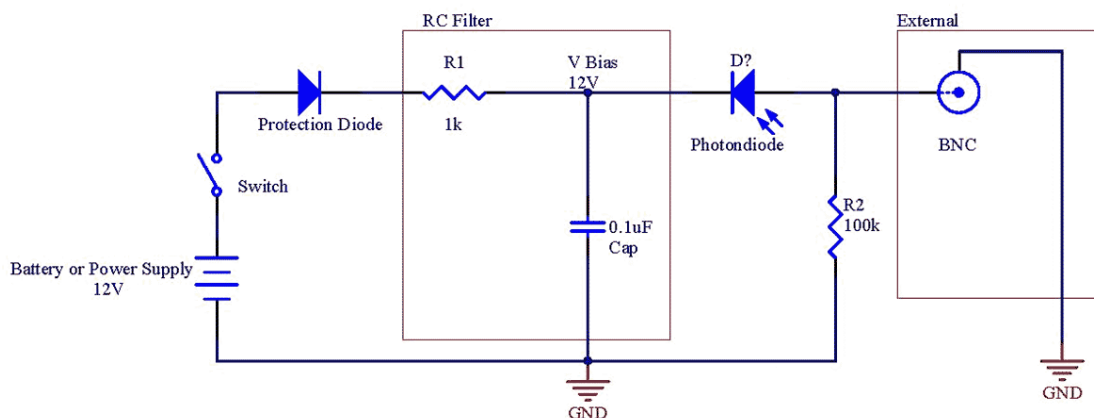 RC Filter
External
R1
V Bias
12V
D?
Protection Diode
1k
Photondiode
BNC
Switch
R2
100k
0.1uF
Cap
Battery or Power Supply
12V
GND
GND